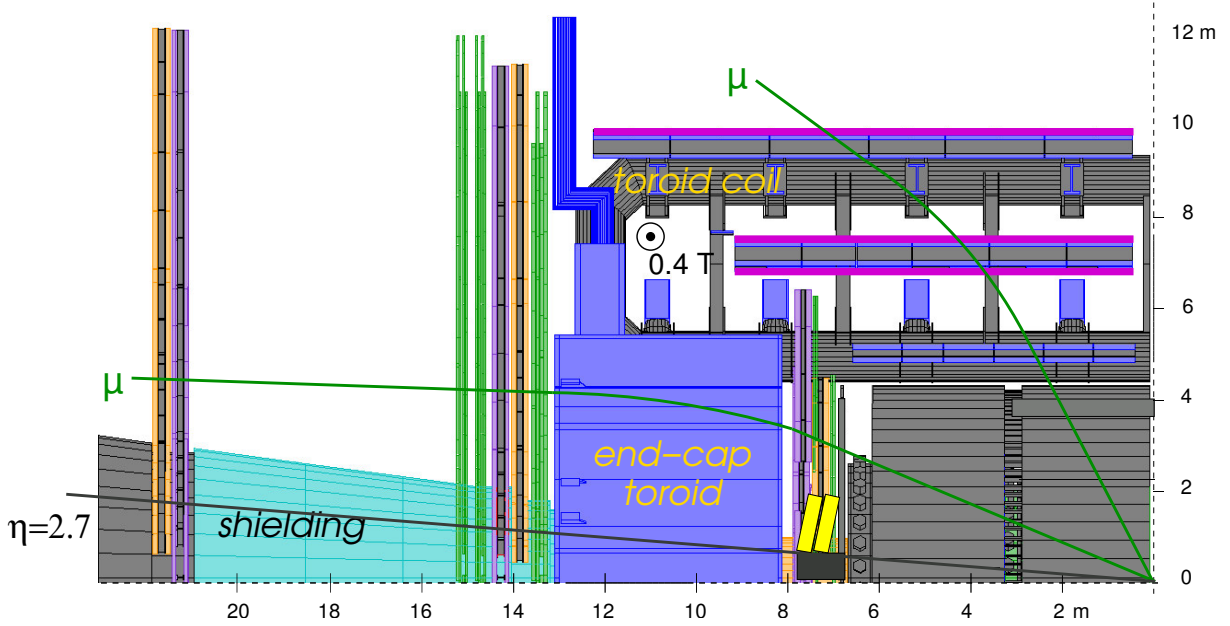 12 m
μ
10
toroid coil
8
0.4 T
6
μ
4
end-cap
toroid
2
η=2.7
shielding
0
20 18 16 14 12 10 8 6 4 2 m